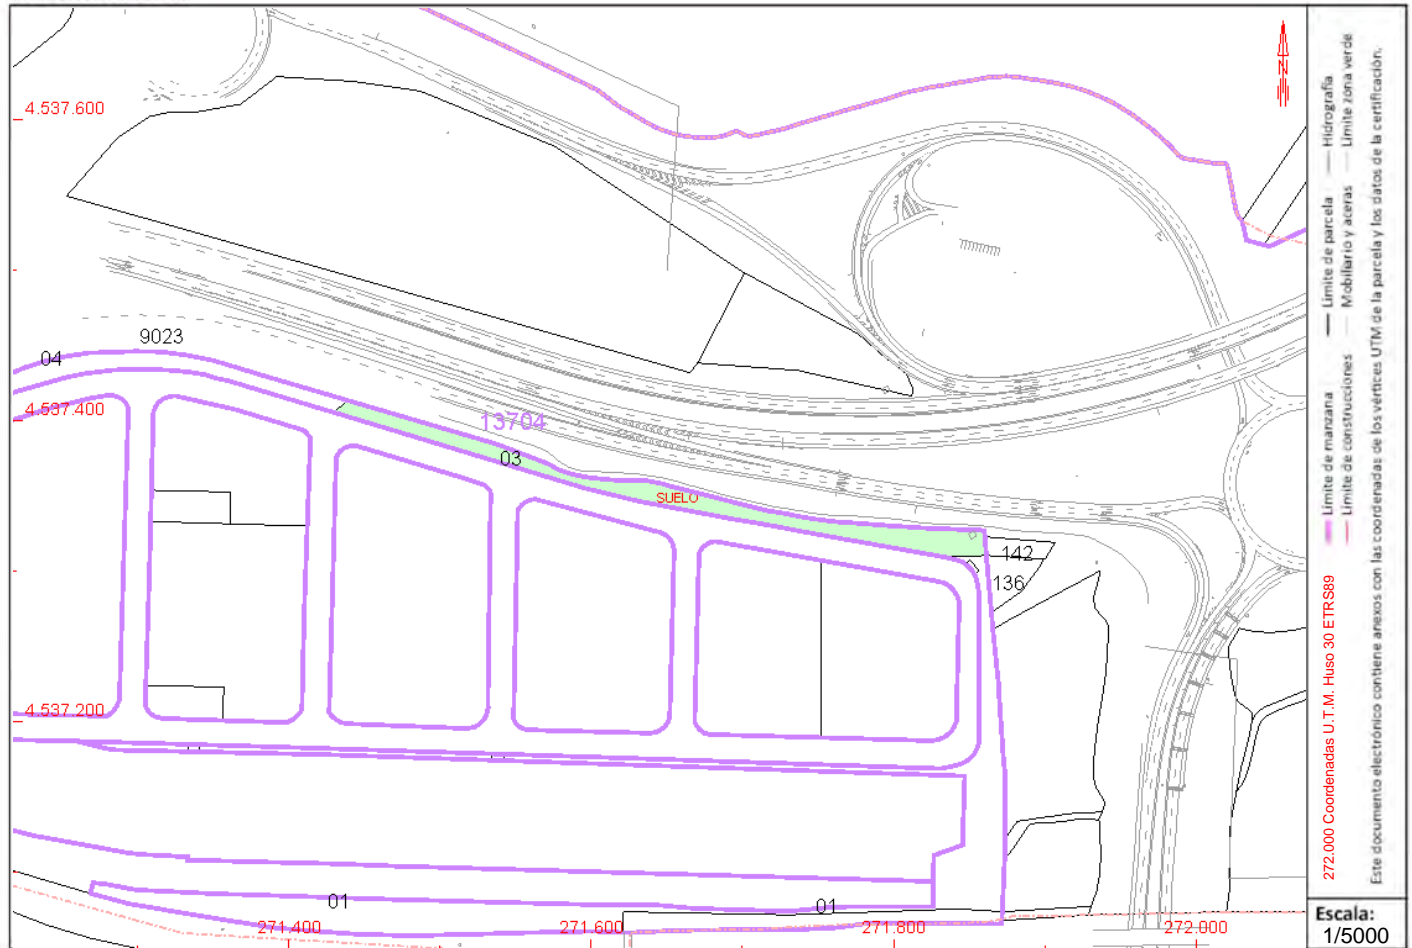 4.537.600
N
9023
04
4.537.400
13704
03
SUELO
142
136
4.537.200
01
01
271.400
271.600
271.800
272.000
272.000 Coordenadas U.T.M. Huso 30 ETRS89
Límite de manzana
Límite de parcela
Hidrografía
Límite de construcciones
Mobiliario y aceras
Límite zona verde
Este documento electrónico contiene anexos con las coordenadas de los vértices UTM de la parcela y los datos de la certificación.
Escala:
1/5000